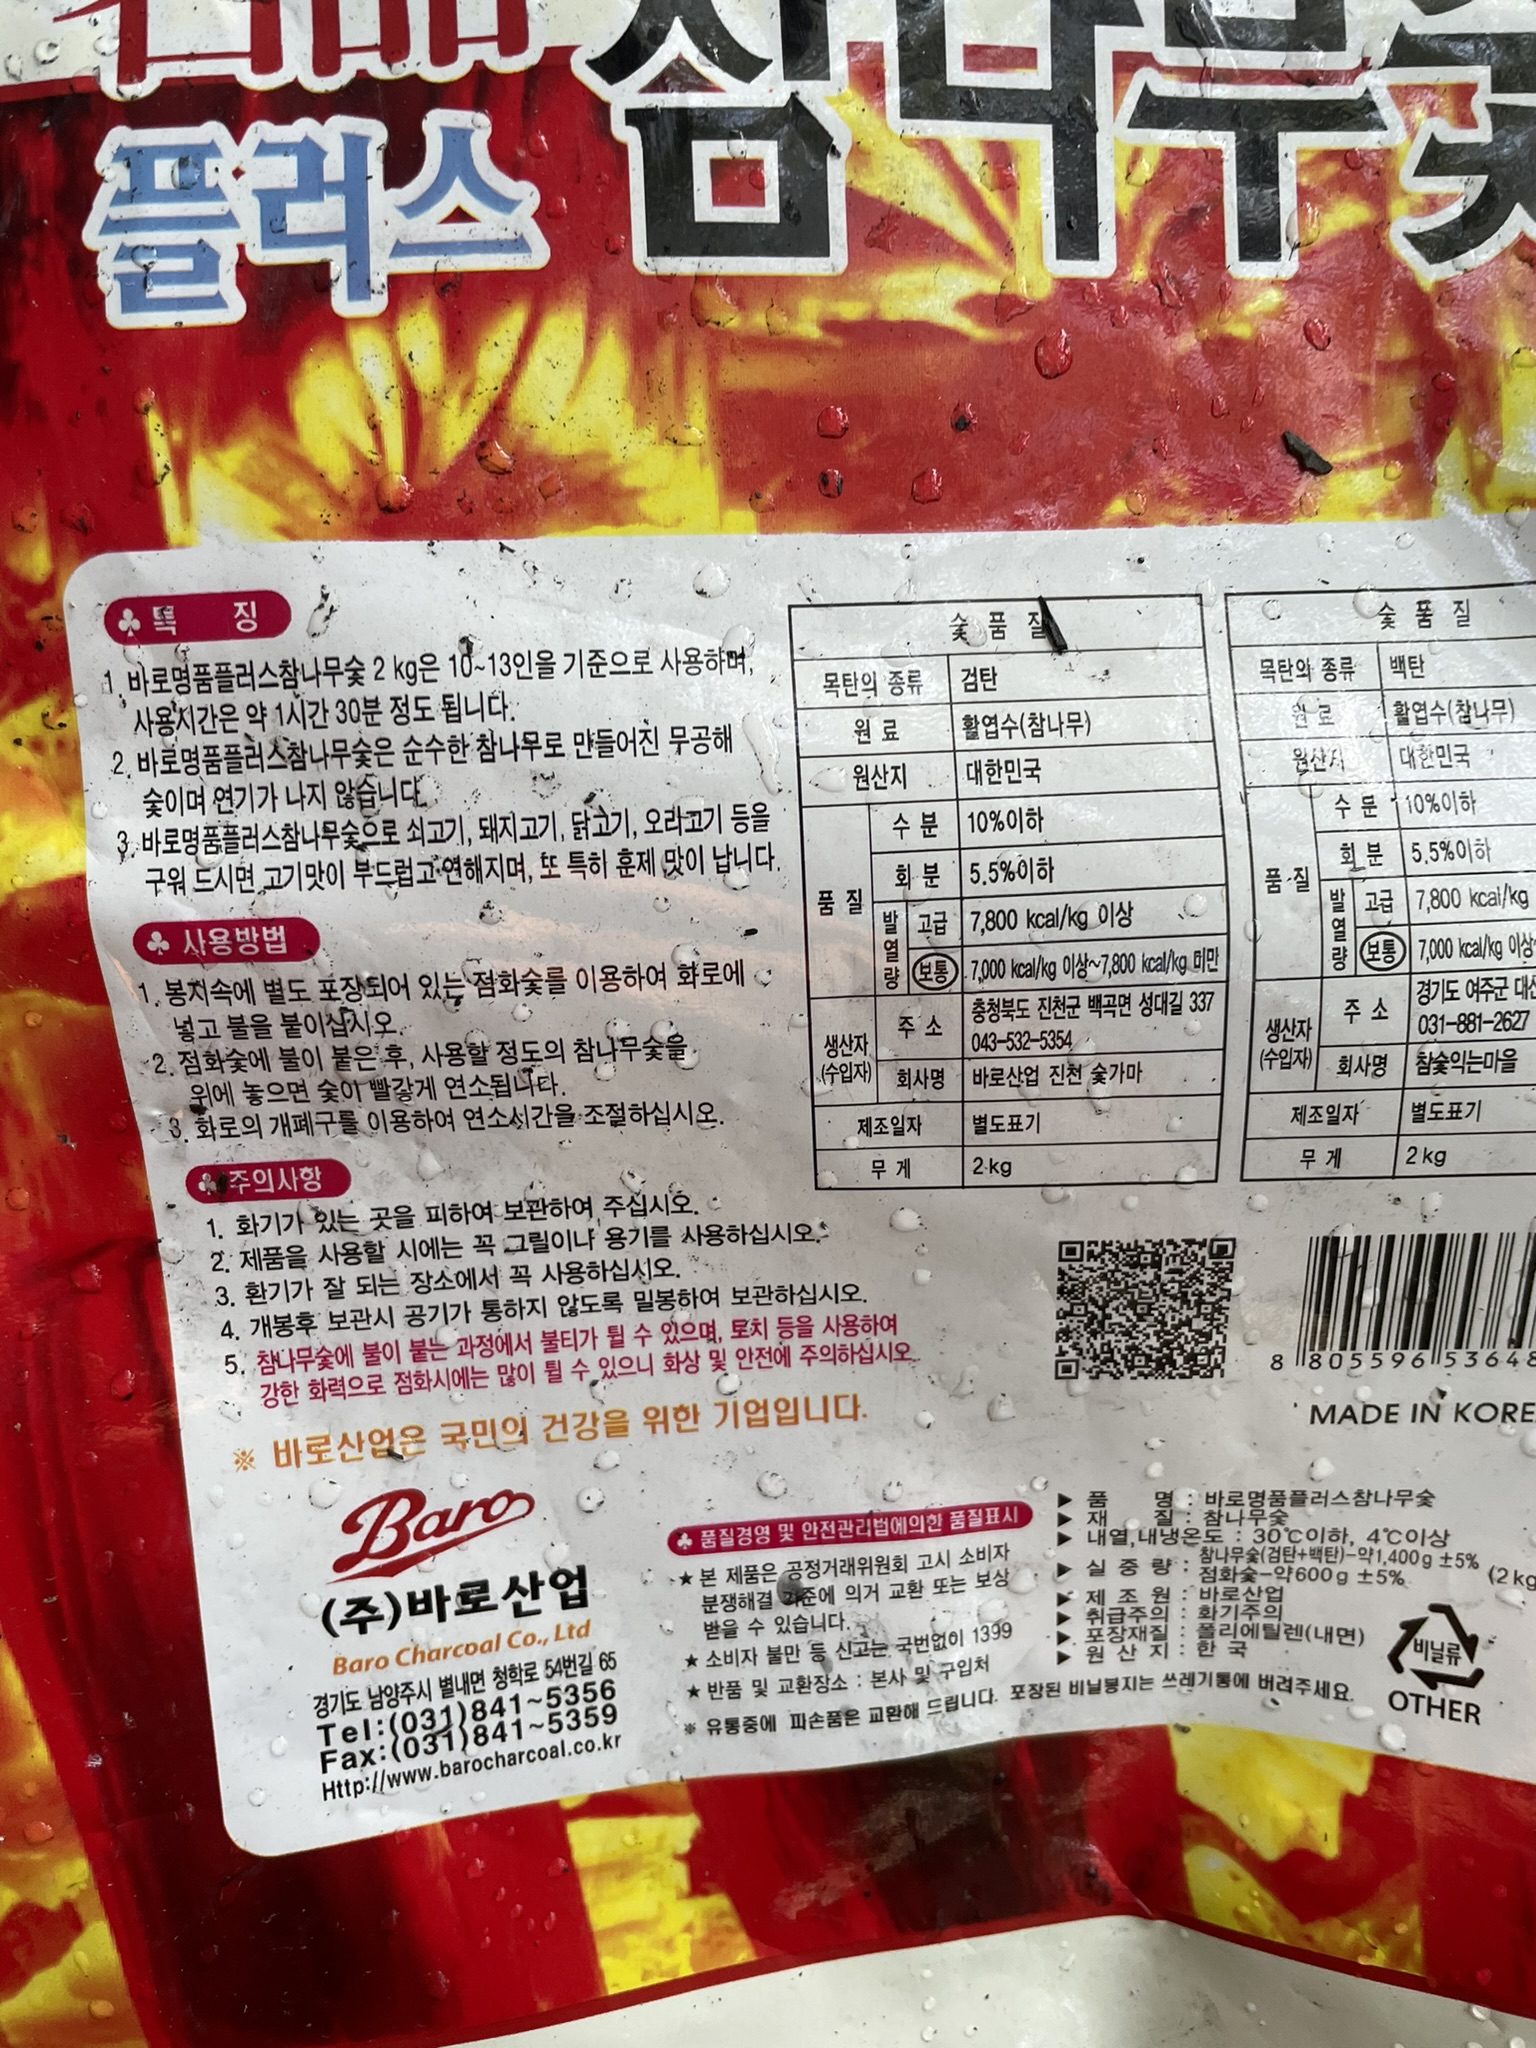 플러스 참나무숯
♣ 특 징
1. 바로명품플러스참나무숯 2 kg은 10~13인을 기준으로 사용하며,
사용시간은 약 1시간 30분 정도 됩니다.
2. 바로명품플러스참나무숯은 순수한 참나무로 만들어진 무공해
숯이며 연기가 나지 않습니다.
3. 바로명품플러스참나무숯으로 쇠고기, 돼지고기, 닭고기, 오리고기 등을
구워 드시면 고기맛이 부드럽고 연해지며, 또 특히 훈제 맛이 납니다.
♣ 사용방법
1. 봉지속에 별도 포장되어 있는 점화숯를 이용하여 화로에
넣고 불을 붙이십시오.
2. 점화숯에 불이 붙은 후, 사용할 정도의 참나무숯을
위에 놓으면 숯이 빨갛게 연소됩니다.
3. 화로의 개폐구를 이용하여 연소시간을 조절하십시오.
♣ 주의사항
1. 화기가 있는 곳을 피하여 보관하여 주십시오.
2. 제품을 사용할 시에는 꼭 그릴이나 용기를 사용하십시오.
3. 환기가 잘 되는 장소에서 꼭 사용하십시오.
4. 개봉후 보관시 공기가 통하지 않도록 밀봉하여 보관하십시오.
5. 참나무숯에 불이 붙는 과정에서 불티가 튈 수 있으며, 토치 등을 사용하여
강한 화력으로 점화시에는 많이 튈 수 있으니 화상 및 안전에 주의하십시오.
※ 바로산업은 국민의 건강을 위한 기업입니다.
숯 품 질
목탄의 종류 검탄
원 료 활엽수(참나무)
원산지 대한민국
품 질 수 분 10%이하
회 분 5.5%이하
발열량 고급 7,800 kcal/kg 이상
보통 7,000 kcal/kg 이상~7,800 kcal/kg 미만
생산자(수입자) 주 소 충청북도 진천군 백곡면 성대길 337
043-532-5354
회사명 바로산업 진천 숯가마
제조일자 별도표기
무 게 2 kg
숯 품 질
목탄의 종류 백탄
원 료 활엽수(참나무)
원산지 대한민국
품 질 수 분 10%이하
회 분 5.5%이하
발열량 고급 7,800 kcal/kg
보통 7,000 kcal/kg 이상
생산자(수입자) 주 소 경기도 여주군
031-881-2627
회사명 참숯익는마을
제조일자 별도표기
무 게 2 kg
8 805596 53648
MADE IN KORE
Baro
(주)바로산업
Baro Charcoal Co., Ltd
경기도 남양주시 별내면 청학로 54번길 65
Tel:(031)841~5356
Fax:(031)841~5359
Http://www.barocharcoal.co.kr
♣ 품질경영 및 안전관리법에의한 품질표시
★ 본 제품은 공정거래위원회 고시 소비자
분쟁해결 기준에 의거 교환 또는 보상
받을 수 있습니다.
★ 소비자 불만 등 신고는 국번없이 1399
★ 반품 및 교환장소 : 본사 및 구입처
※ 유통중에 파손품은 교환해 드립니다. 포장된 비닐봉지는 쓰레기통에 버려주세요.
▶ 품 명 : 바로명품플러스참나무숯
▶ 재 질 : 참나무숯
▶ 내열,내냉온도 : 30℃이하, 4℃이상
▶ 실 중 량 : 참나무숯(검탄+백탄)-약1,400g ±5%
점화숯-약600g ±5% (2kg
▶ 제 조 원 : 바로산업
▶ 취급주의 : 화기주의
▶ 포장재질 : 폴리에틸렌(내면)
▶ 원 산 지 : 한 국
비닐류
OTHER